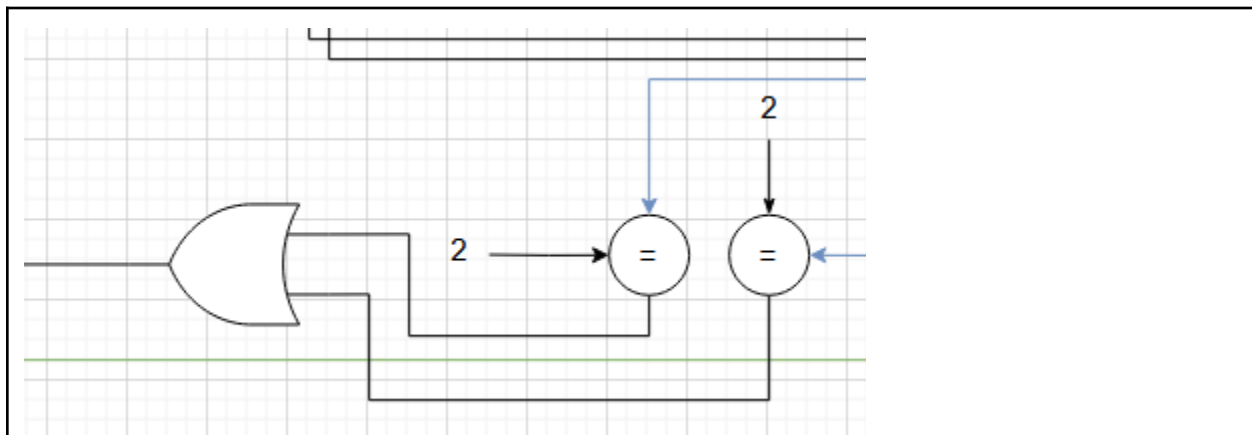 2
2
=
=